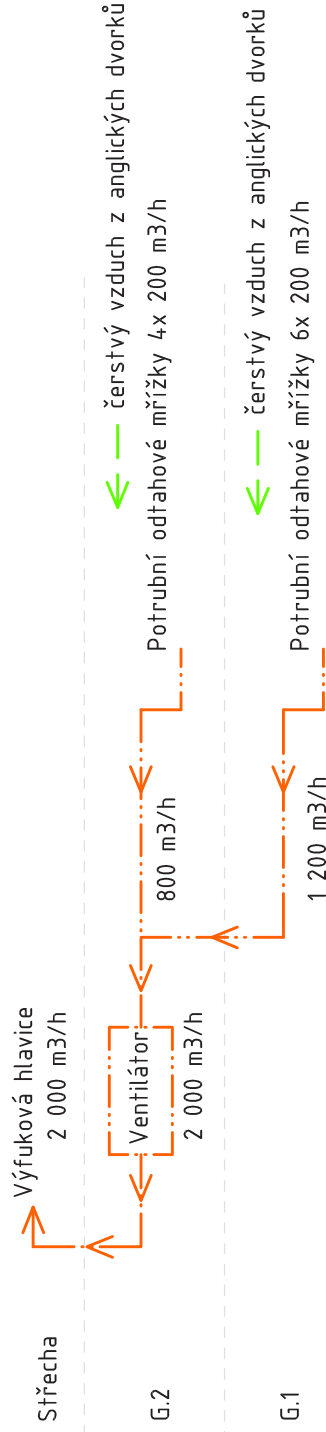 Střecha
Výfuková hlavice
2 000 m3/h
G.2
Ventilátor
2 000 m3/h
800 m3/h
čerstvý vzduch z anglických dvorků
Potrubní odtahové mřížky 4x 200 m3/h
G.1
1 200 m3/h
čerstvý vzduch z anglických dvorků
Potrubní odtahové mřížky 6x 200 m3/h